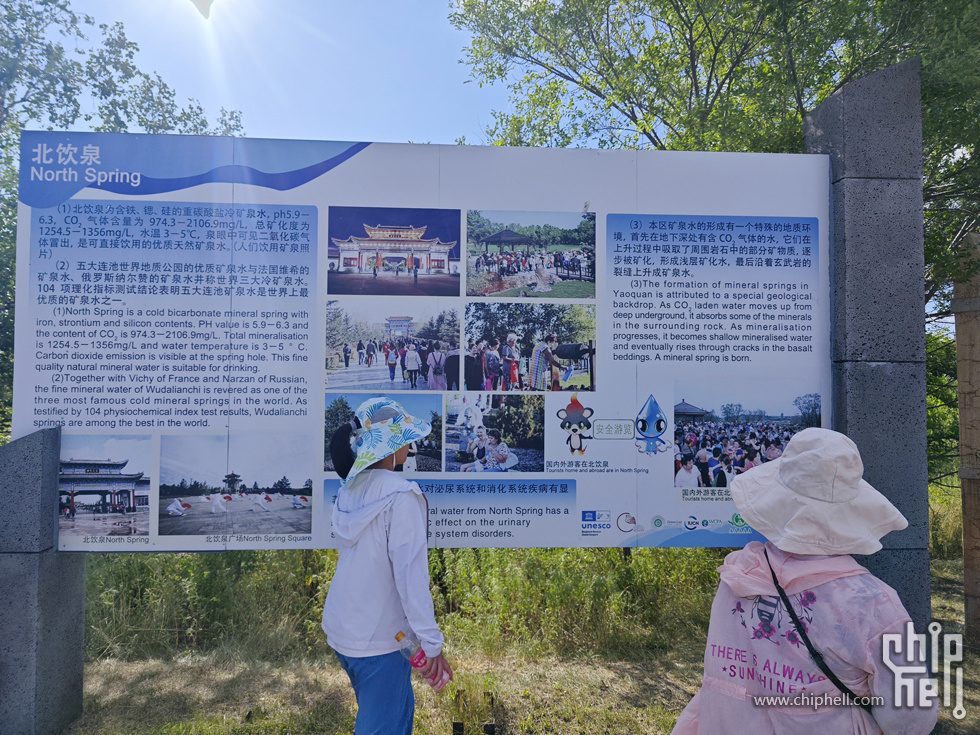 北饮泉
North Spring
(1)北饮泉为含铁、锶、硅的重碳酸盐冷矿泉水，ph5.9－
6.3，CO₂ 气体含量为 974.3－2106.9mg/L，总矿化度为
1254.5－1356mg/L，水温3－5℃，泉眼中可见二氧化碳气
体冒出，是可直接饮用的优质天然矿泉水。(人们饮用矿泉照
片)
(2) 五大连池世界地质公园的优质矿泉水与法国维希的
矿泉水、俄罗斯纳尔赞的矿泉水并称世界三大冷矿泉水。
104 项理化指标测试结论表明五大连池矿泉水是世界上最
优质的矿泉水之一。
(1)North Spring is a cold bicarbonate mineral spring with
iron, strontium and silicon contents. PH value is 5.9－6.3 and
the content of CO₂ is 974.3－2106.9mg/L. Total mineralisation
is 1254.5－1356mg/L and water temperature is 3－5°C.
Carbon dioxide emission is visible at the spring hole. This fine
quality natural mineral water is suitable for drinking.
(2)Together with Vichy of France and Narzan of Russian,
the fine mineral water of Wudalianchi is revered as one of the
three most famous cold mineral springs in the world. As
testified by 104 physiochemical index test results, Wudalianchi
springs are among the best in the world.
北饮泉North Spring
北饮泉广场North Spring Square
水对泌尿系统和消化系统疾病有显
ral water from North Spring has a
c effect on the urinary
e system disorders.
安全游览
国内外游客在北饮泉
Tourists home and abroad are in North Spring
(3) 本区矿泉水的形成有一个特殊的地质环
境，首先在地下深处有含 CO₂ 气体的水，它们在
上升过程中吸取了周围岩石中的部分矿物质，逐
步被矿化，形成浅层矿化水，最后沿着玄武岩的
裂缝上升成矿泉水。
(3)The formation of mineral springs in
Yaoquan is attributed to a special geological
backdrop. As CO₂ laden water moves up from
deep underground, it absorbs some of the minerals
in the surrounding rock. As mineralisation
progresses, it becomes shallow mineralised water
and eventually rises through cracks in the basalt
beddings. A mineral spring is born.
国内外游客在北饮
Tourists home and
unesco
IUCN
THERE'S ALWAYS
SUNSHINE
chip
hell
www.chiphell.com